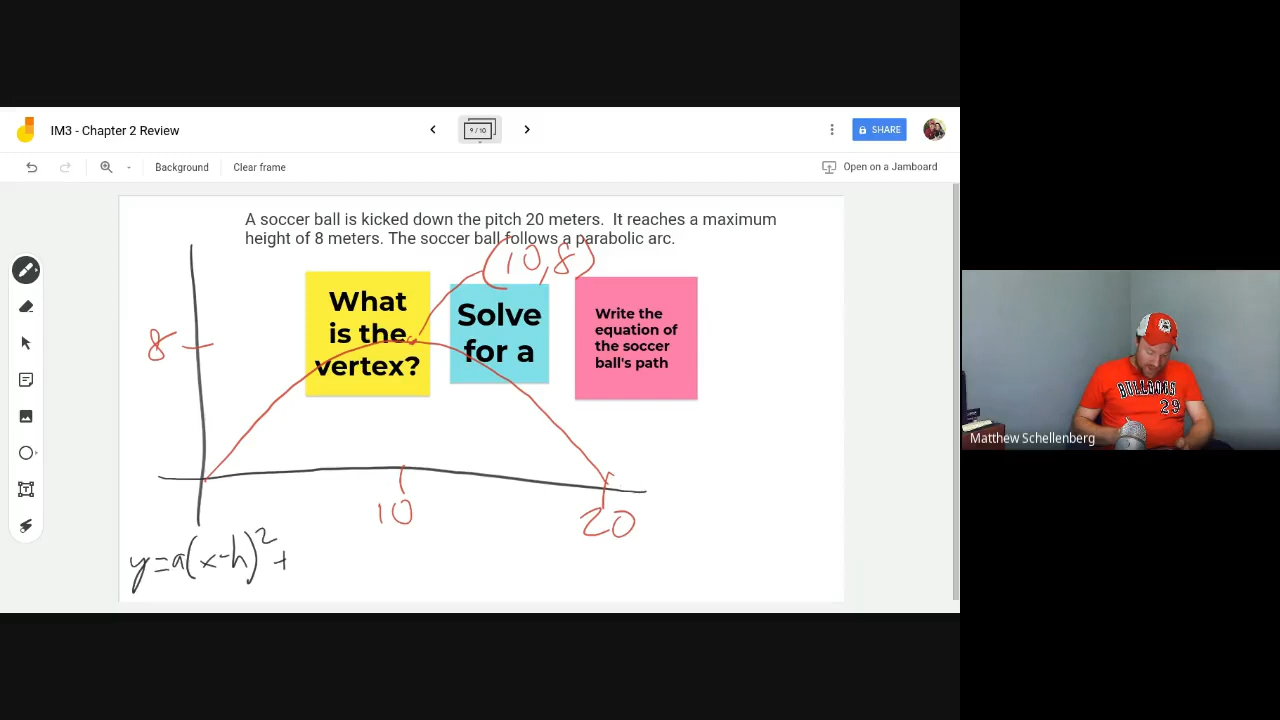 IM3 - Chapter 2 Review
9 / 10
SHARE
Background
Clear frame
Open on a Jamboard
A soccer ball is kicked down the pitch 20 meters. It reaches a maximum
height of 8 meters. The soccer ball follows a parabolic arc.
(10,8)
What
is the
vertex?
Solve
for a
Write the
equation of
the soccer
ball's path
8
10
20
y=a(x-h)²+
BULLDOGS
29
Matthew Schellenberg